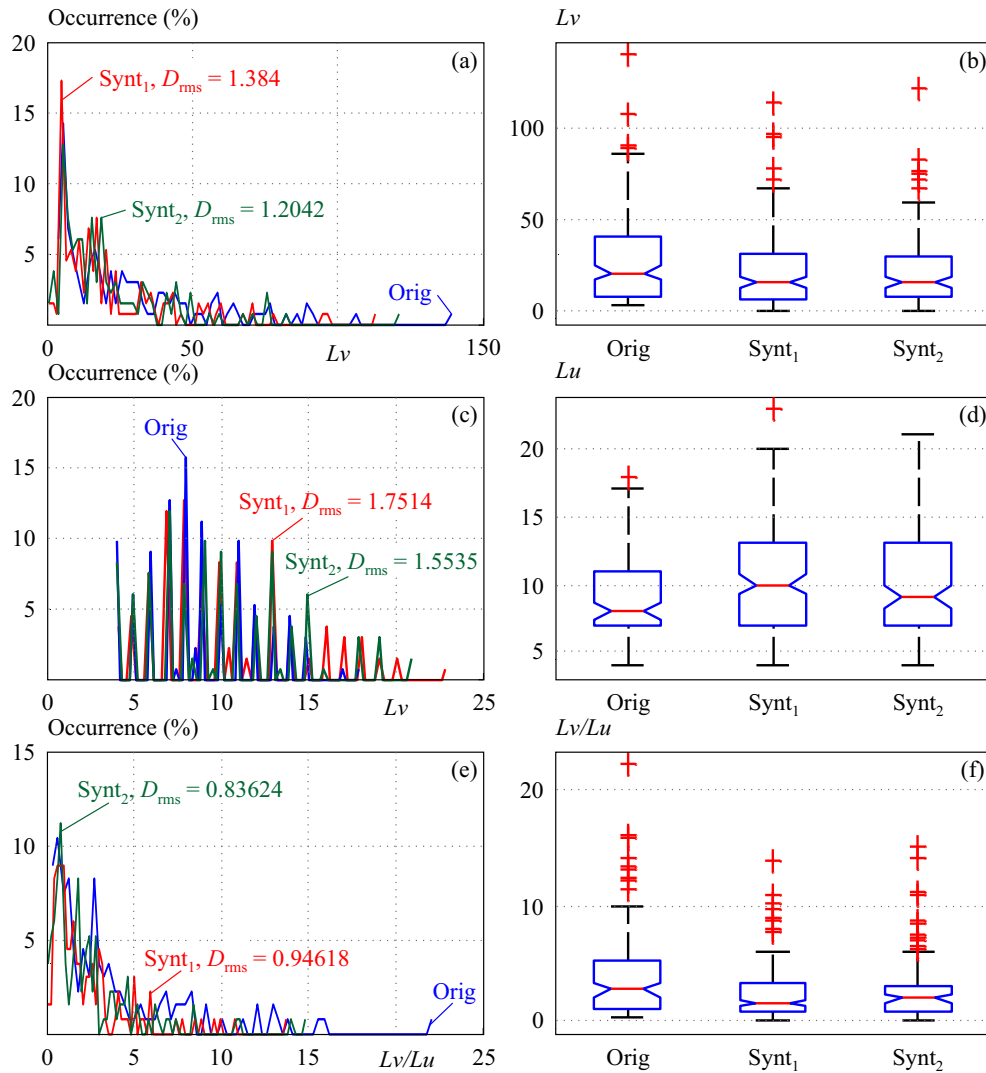 Occurrence (%)
20
15
10
5
0
50
150
Lv
(a)
Synt1, Drms = 1.384
Synt2, Drms = 1.2042
Orig
Lv
100
50
0
(b)
Orig
Synt1
Synt2
Occurrence (%)
20
15
10
5
0
5
10
15
25
Lv
(c)
Orig
Synt1, Drms = 1.7514
Synt2, Drms = 1.5535
Lu
20
15
10
5
(d)
Orig
Synt1
Synt2
Occurrence (%)
15
10
5
0
5
10
15
25
Lv/Lu
(e)
Synt2, Drms = 0.83624
Synt1, Drms = 0.94618
Orig
Lv/Lu
20
10
0
(f)
Orig
Synt1
Synt2